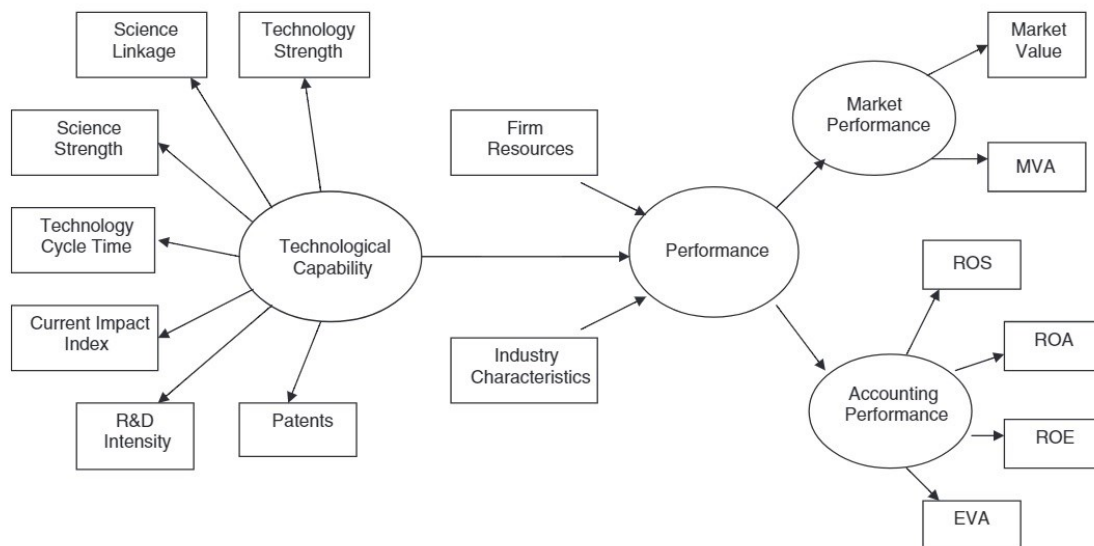 Science
Linkage
Technology
Strength
Science
Strength
Technology
Cycle Time
Current Impact
Index
R&D
Intensity
Patents
Technological
Capability
Firm
Resources
Industry
Characteristics
Performance
Market
Performance
Market
Value
MVA
Accounting
Performance
ROS
ROA
ROE
EVA